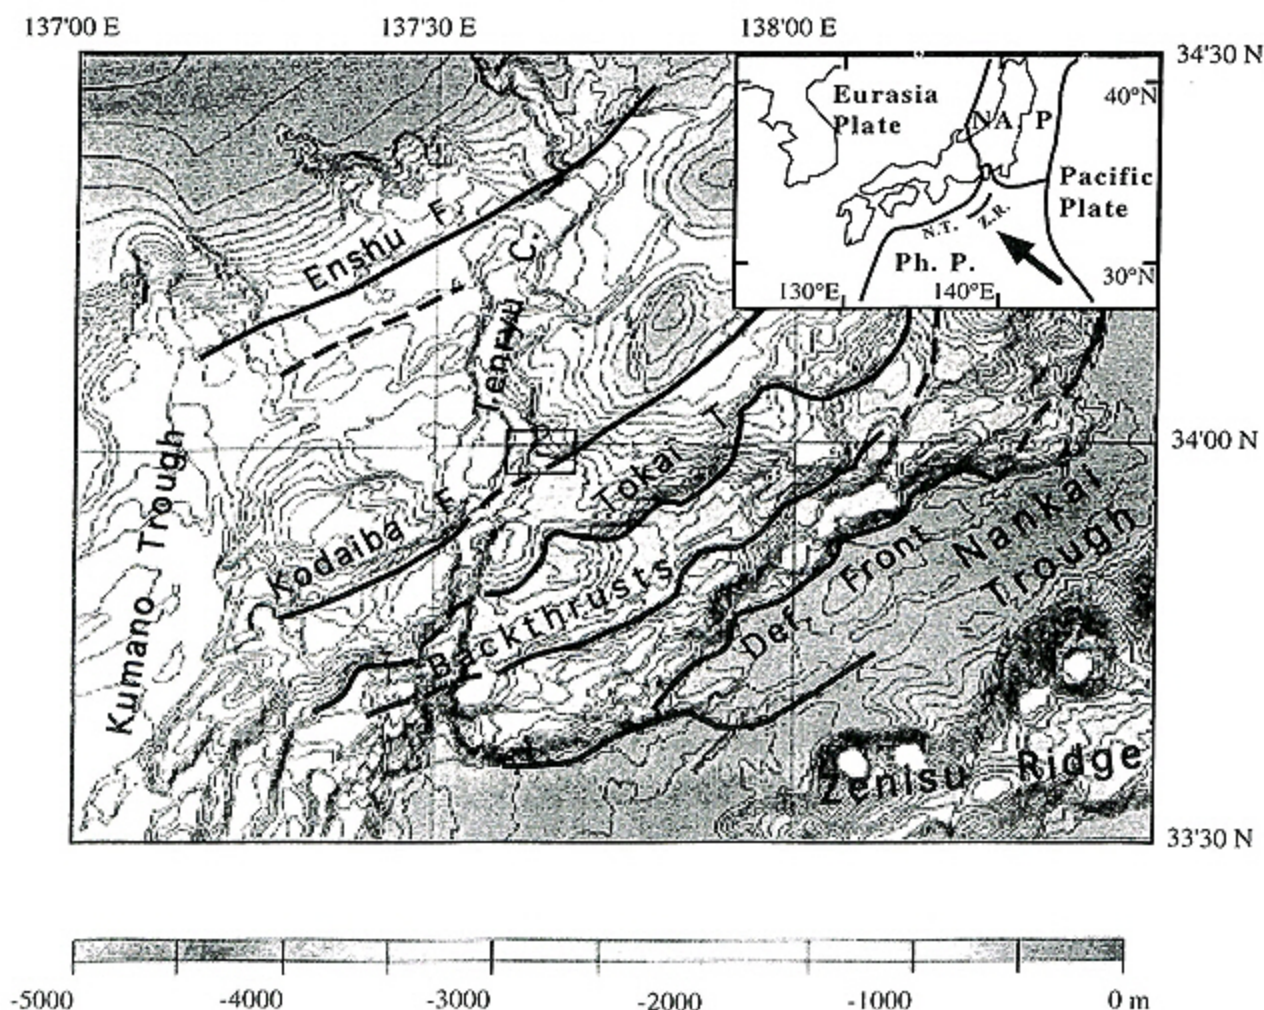 137'00 E
137'30 E
138'00 E
34'30 N
Eurasia
Plate
NA P
40°N
Pacific
Plate
N.T.
Z.R.
Ph. P.
30°N
130°E
140°E
Enshu F.
Tenryu C.
Kumano Trough
Kodaiba F.
Tokai T.
34'00 N
Backthrusts
Def. Front
Nankai
Trough
Zenisu Ridge
33'30 N
-5000
-4000
-3000
-2000
-1000
0 m